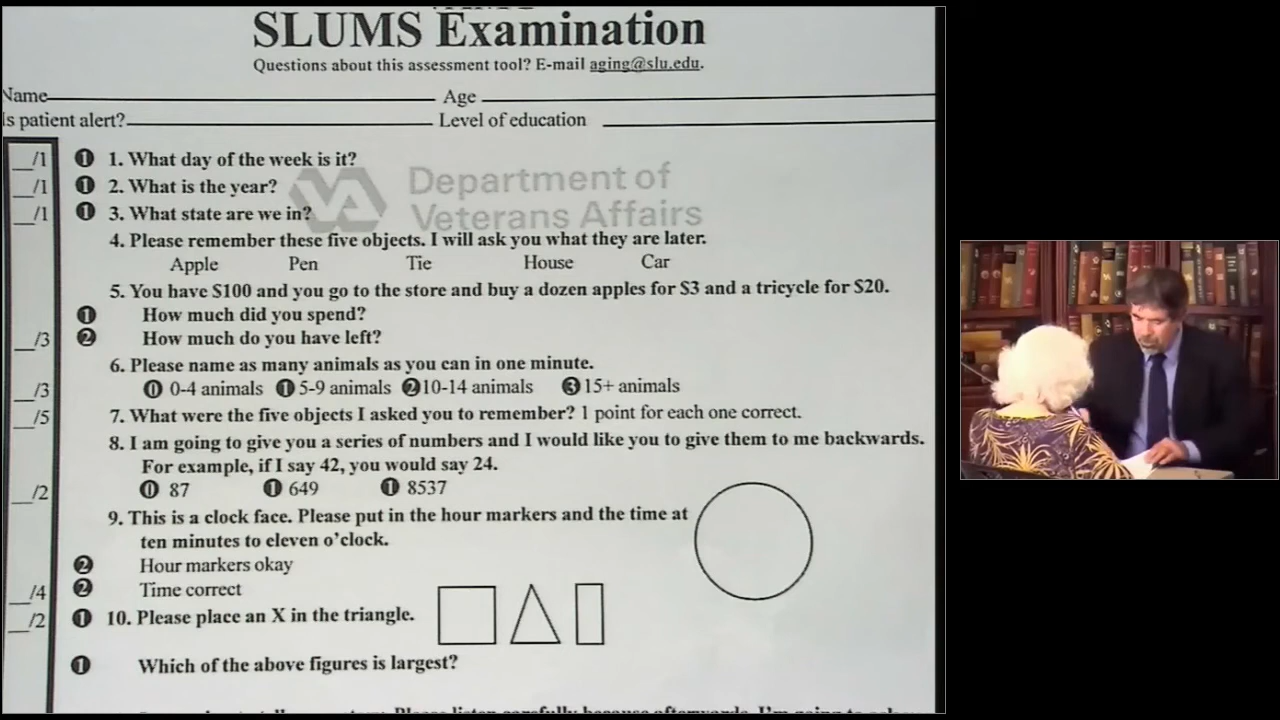 SLUMS Examination
Questions about this assessment tool? E-mail aging@slu.edu.
Name Age
Is patient alert? Level of education
__/1 1 1. What day of the week is it?
__/1 1 2. What is the year?
__/1 1 3. What state are we in?
VA Department of
Veterans Affairs
4. Please remember these five objects. I will ask you what they are later.
Apple Pen Tie House Car
5. You have $100 and you go to the store and buy a dozen apples for $3 and a tricycle for $20.
1 How much did you spend?
__/3 2 How much do you have left?
6. Please name as many animals as you can in one minute.
__/3 0 0-4 animals 1 5-9 animals 2 10-14 animals 3 15+ animals
__/5 7. What were the five objects I asked you to remember? 1 point for each one correct.
8. I am going to give you a series of numbers and I would like you to give them to me backwards.
For example, if I say 42, you would say 24.
__/2 0 87 1 649 1 8537
9. This is a clock face. Please put in the hour markers and the time at
ten minutes to eleven o'clock.
2 Hour markers okay
__/4 2 Time correct
__/2 1 10. Please place an X in the triangle.
1 Which of the above figures is largest?
Please listen carefully because afterwards, I'm going to